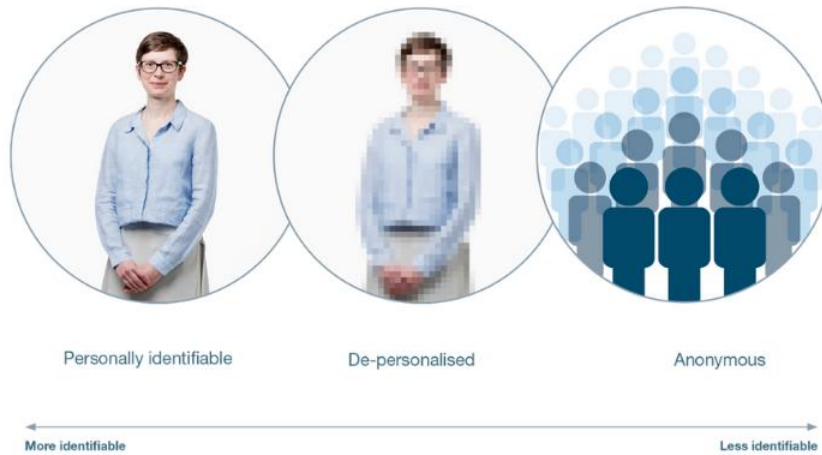 Personally identifiable
De-personalised
Anonymous
More identifiable
Less identifiable